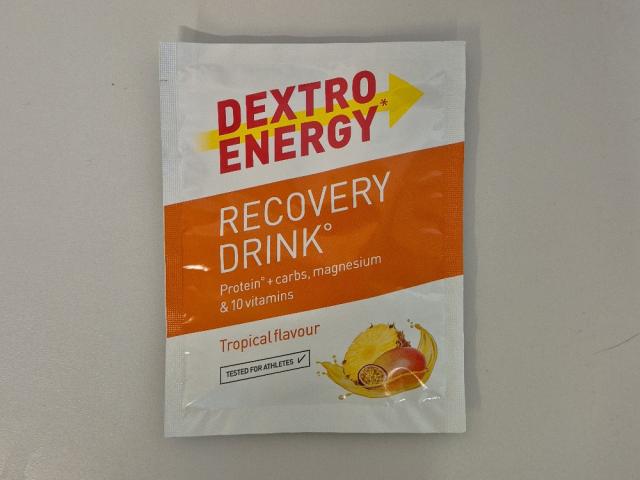 DEXTRO
ENERGY*
RECOVERY
DRINK°
Protein° + carbs, magnesium
& 10 vitamins
Tropical flavour
TESTED FOR ATHLETES ✓